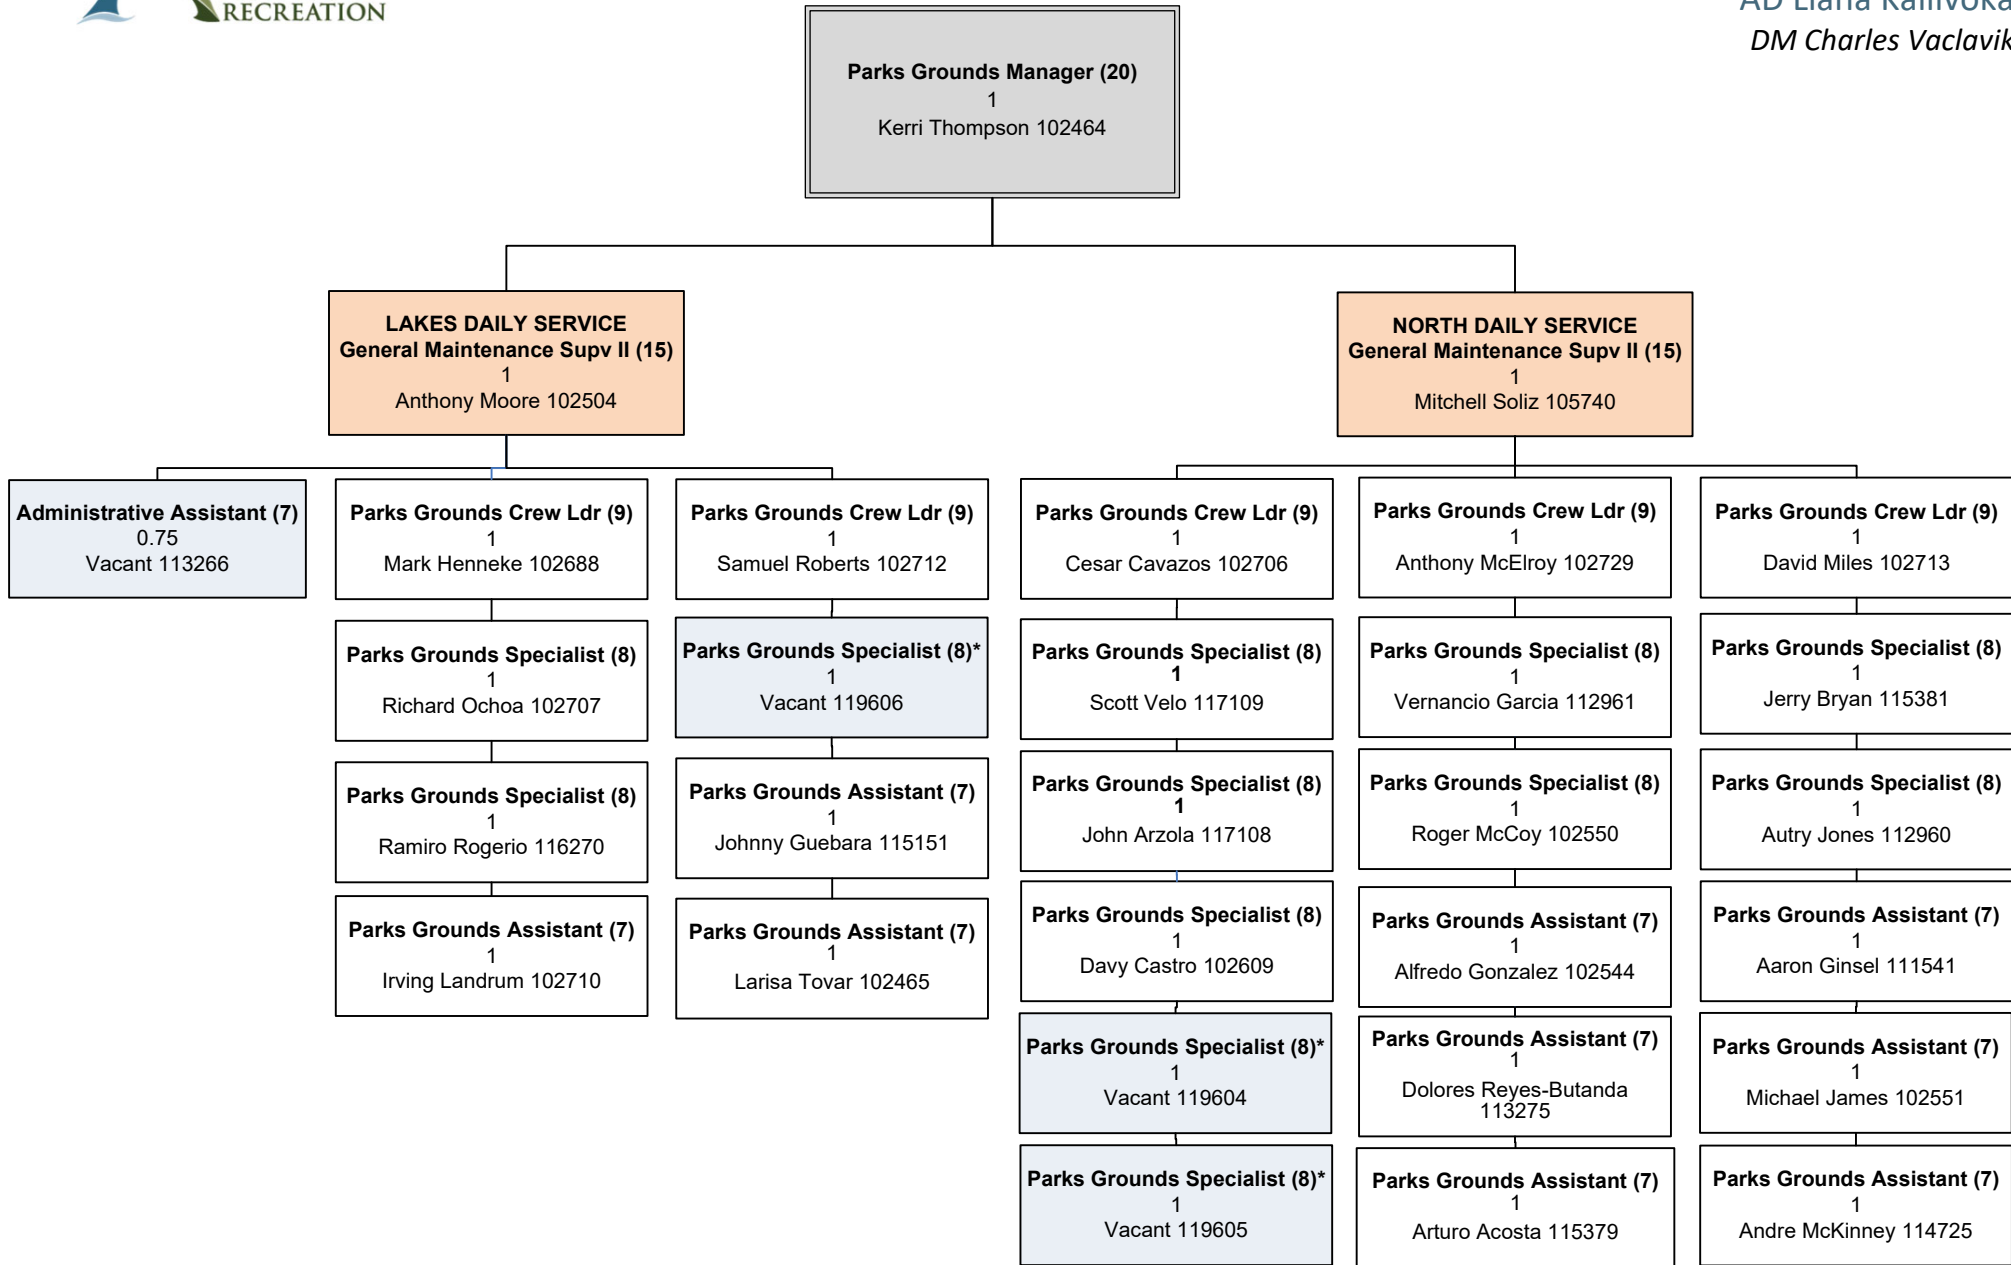 RECREATION
DM Charles Vaclavik
Parks Grounds Manager (20)
1
Kerri Thompson 102464
LAKES DAILY SERVICE
General Maintenance Supv II (15)
1
Anthony Moore 102504
NORTH DAILY SERVICE
General Maintenance Supv II (15)
1
Mitchell Soliz 105740
Administrative Assistant (7)
0.75
Vacant 113266
Parks Grounds Crew Ldr (9)
1
Mark Henneke 102688
Parks Grounds Specialist (8)
1
Richard Ochoa 102707
Parks Grounds Specialist (8)
1
Ramiro Rogerio 116270
Parks Grounds Assistant (7)
1
Irving Landrum 102710
Parks Grounds Crew Ldr (9)
1
Samuel Roberts 102712
Parks Grounds Specialist (8)*
1
Vacant 119606
Parks Grounds Assistant (7)
1
Johnny Guebara 115151
Parks Grounds Assistant (7)
1
Larisa Tovar 102465
Parks Grounds Crew Ldr (9)
1
Cesar Cavazos 102706
Parks Grounds Specialist (8)
1
Scott Velo 117109
Parks Grounds Specialist (8)
1
John Arzola 117108
Parks Grounds Specialist (8)
1
Davy Castro 102609
Parks Grounds Specialist (8)*
1
Vacant 119604
Parks Grounds Specialist (8)*
1
Vacant 119605
Parks Grounds Crew Ldr (9)
1
Anthony McElroy 102729
Parks Grounds Specialist (8)
1
Vernancio Garcia 112961
Parks Grounds Specialist (8)
1
Roger McCoy 102550
Parks Grounds Assistant (7)
1
Alfredo Gonzalez 102544
Parks Grounds Assistant (7)
1
Dolores Reyes-Butanda
113275
Parks Grounds Assistant (7)
1
Arturo Acosta 115379
Parks Grounds Crew Ldr (9)
1
David Miles 102713
Parks Grounds Specialist (8)
1
Jerry Bryan 115381
Parks Grounds Specialist (8)
1
Autry Jones 112960
Parks Grounds Assistant (7)
1
Aaron Ginsel 111541
Parks Grounds Assistant (7)
1
Michael James 102551
Parks Grounds Assistant (7)
1
Andre McKinney 114725